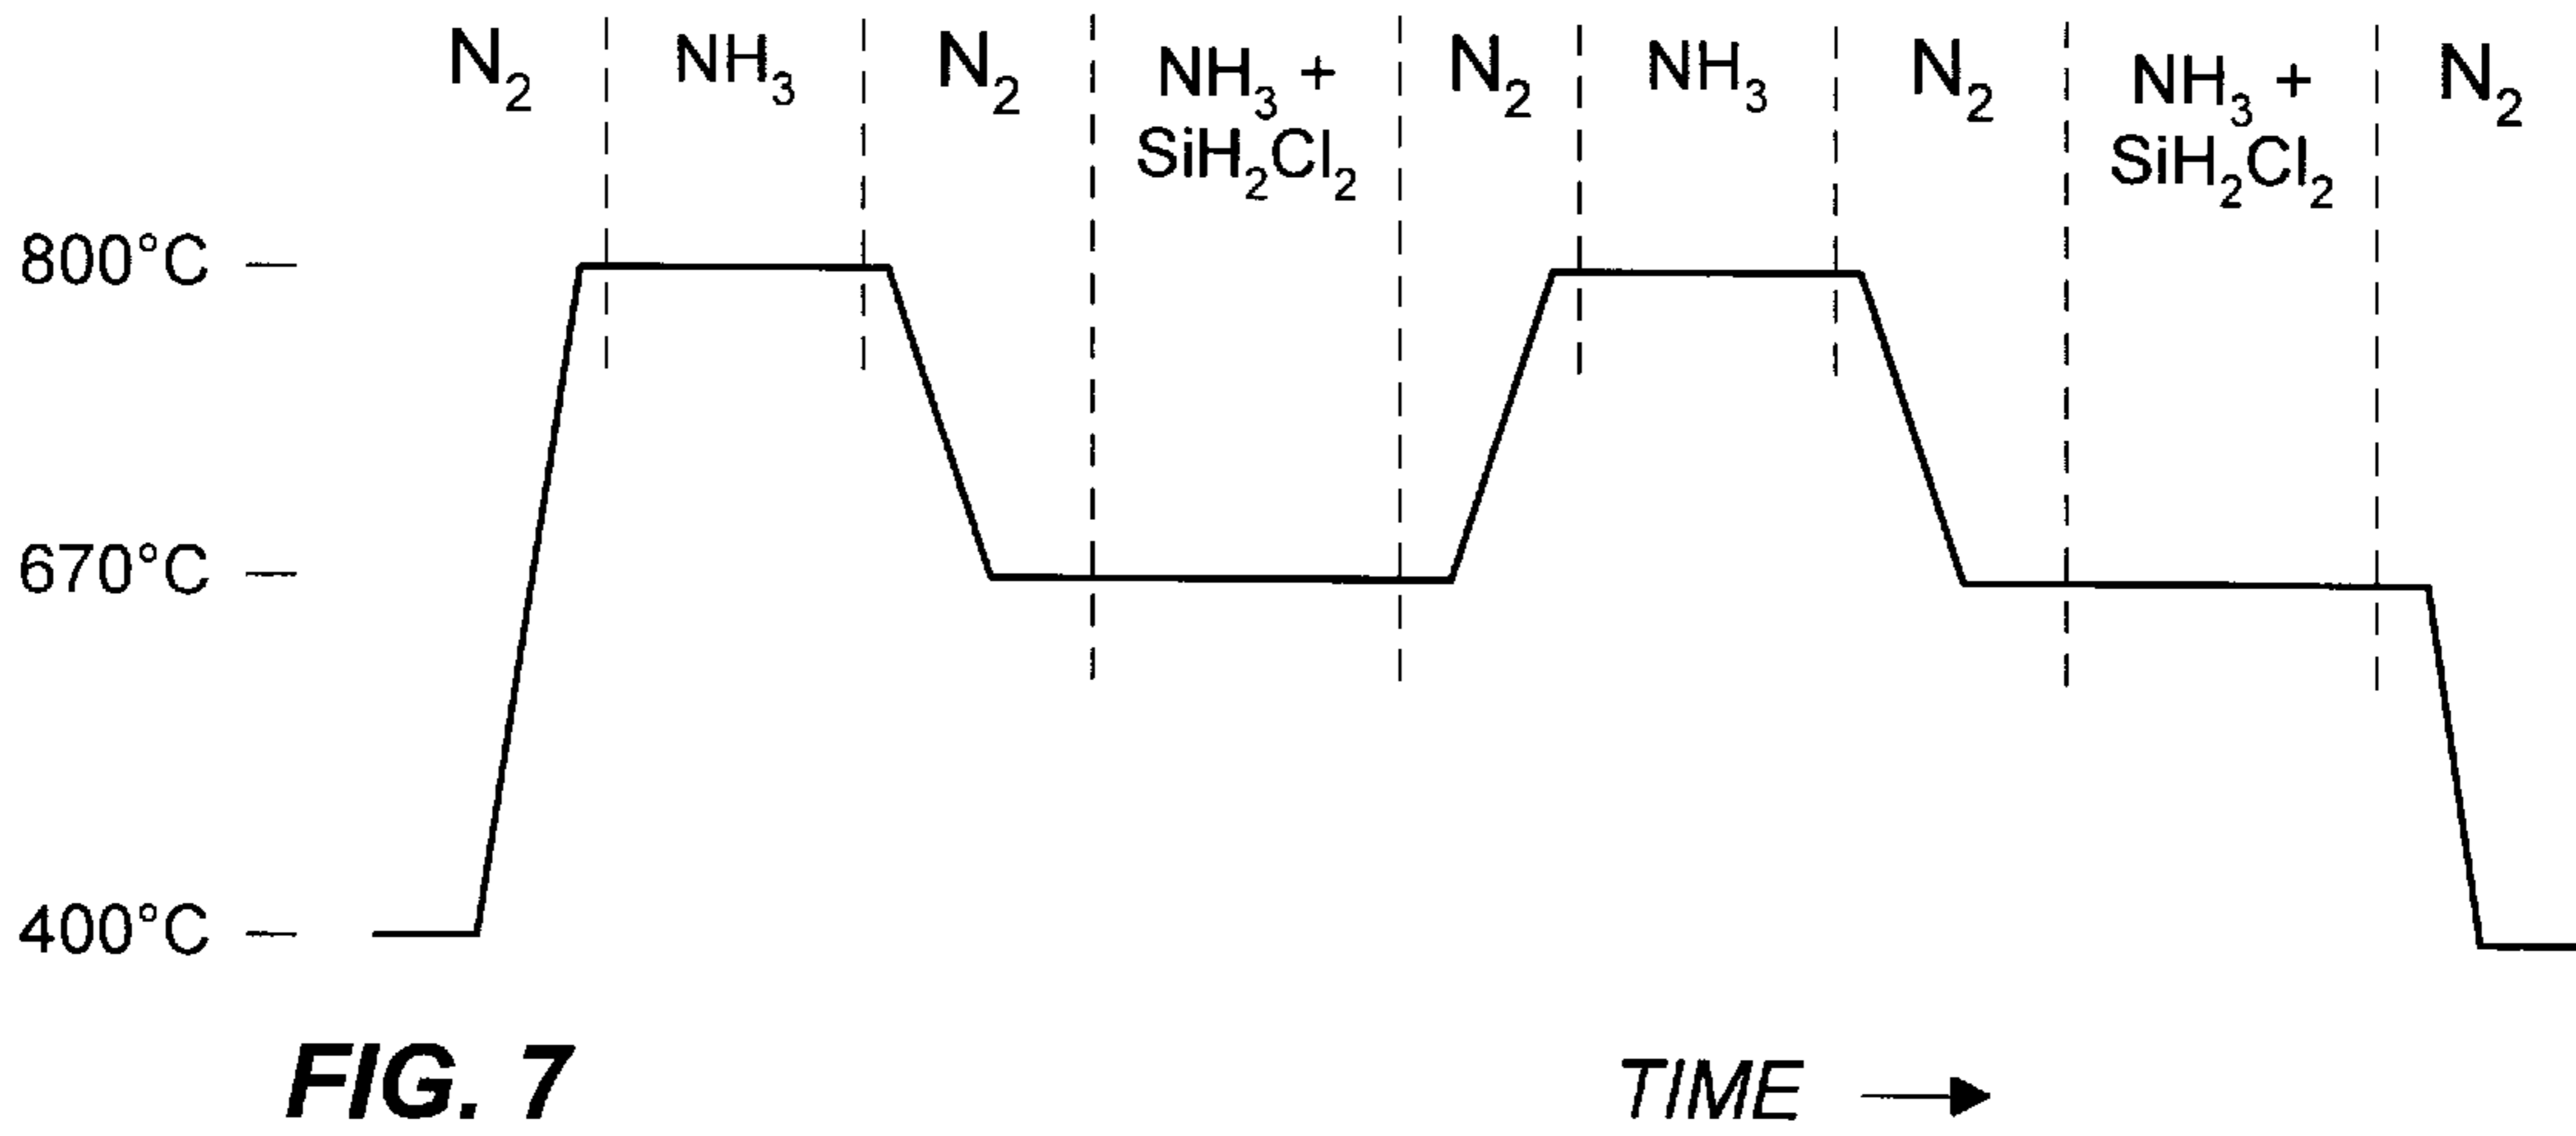 N₂ NH₃ N₂ NH₃ + N₂ NH₃ N₂ NH₃ + N₂
SiH₂Cl₂ SiH₂Cl₂
800°C
670°C
400°C
FIG. 7 TIME